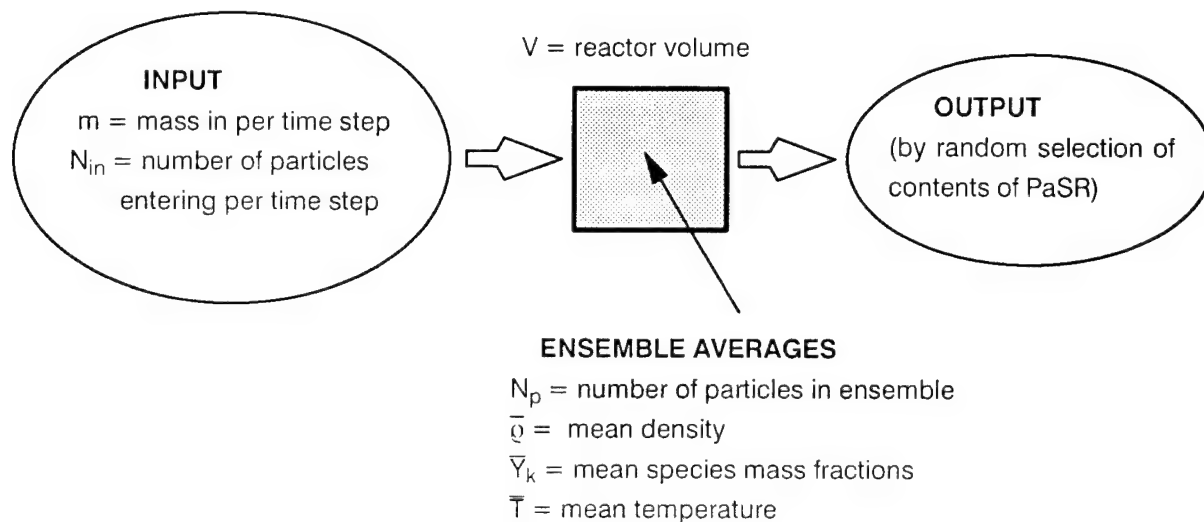 V = reactor volume
INPUT
m = mass in per time step
N_in = number of particles
entering per time step
OUTPUT
(by random selection of
contents of PaSR)
ENSEMBLE AVERAGES
N_p = number of particles in ensemble
ϱ̅ = mean density
Y̅_k = mean species mass fractions
T̅ = mean temperature